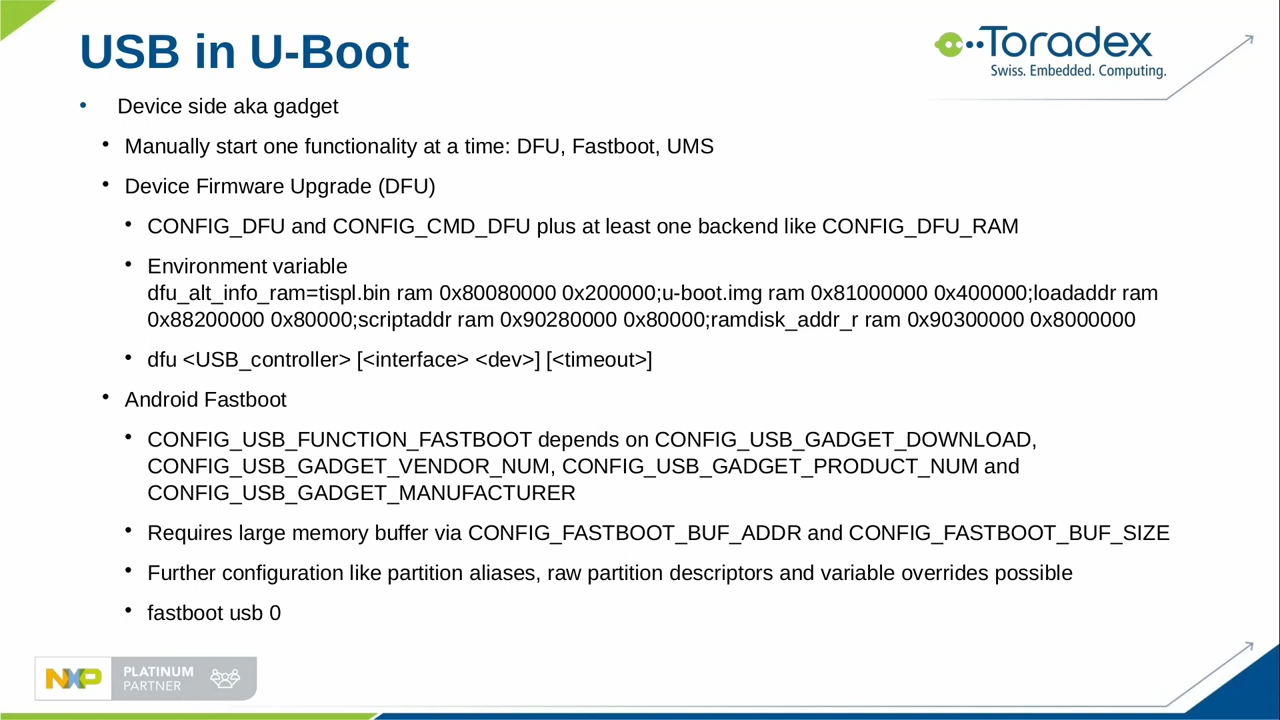 USB in U-Boot
Toradex
Swiss. Embedded. Computing.
• Device side aka gadget
• Manually start one functionality at a time: DFU, Fastboot, UMS
• Device Firmware Upgrade (DFU)
• CONFIG_DFU and CONFIG_CMD_DFU plus at least one backend like CONFIG_DFU_RAM
• Environment variable
dfu_alt_info_ram=tispl.bin ram 0x80080000 0x200000;u-boot.img ram 0x81000000 0x400000;loadaddr ram
0x88200000 0x80000;scriptaddr ram 0x90280000 0x80000;ramdisk_addr_r ram 0x90300000 0x8000000
• dfu <USB_controller> [<interface> <dev>] [<timeout>]
• Android Fastboot
• CONFIG_USB_FUNCTION_FASTBOOT depends on CONFIG_USB_GADGET_DOWNLOAD,
CONFIG_USB_GADGET_VENDOR_NUM, CONFIG_USB_GADGET_PRODUCT_NUM and
CONFIG_USB_GADGET_MANUFACTURER
• Requires large memory buffer via CONFIG_FASTBOOT_BUF_ADDR and CONFIG_FASTBOOT_BUF_SIZE
• Further configuration like partition aliases, raw partition descriptors and variable overrides possible
• fastboot usb 0
NXP
PLATINUM
PARTNER